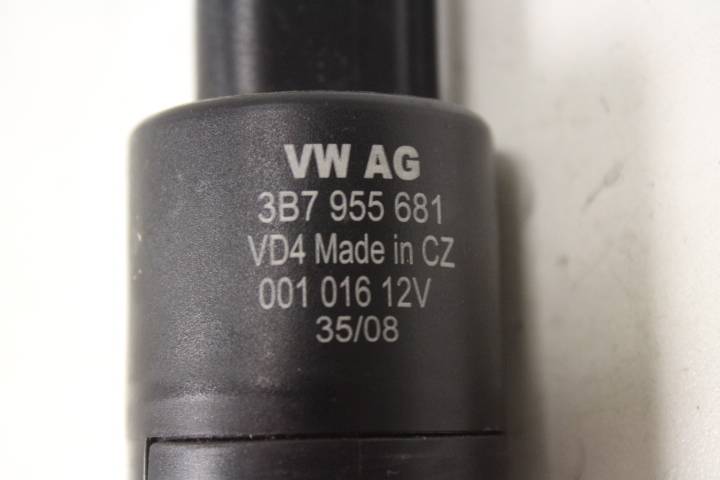 VW AG
3B7 955 681
VD4 Made in CZ
001 016 12V
35/08